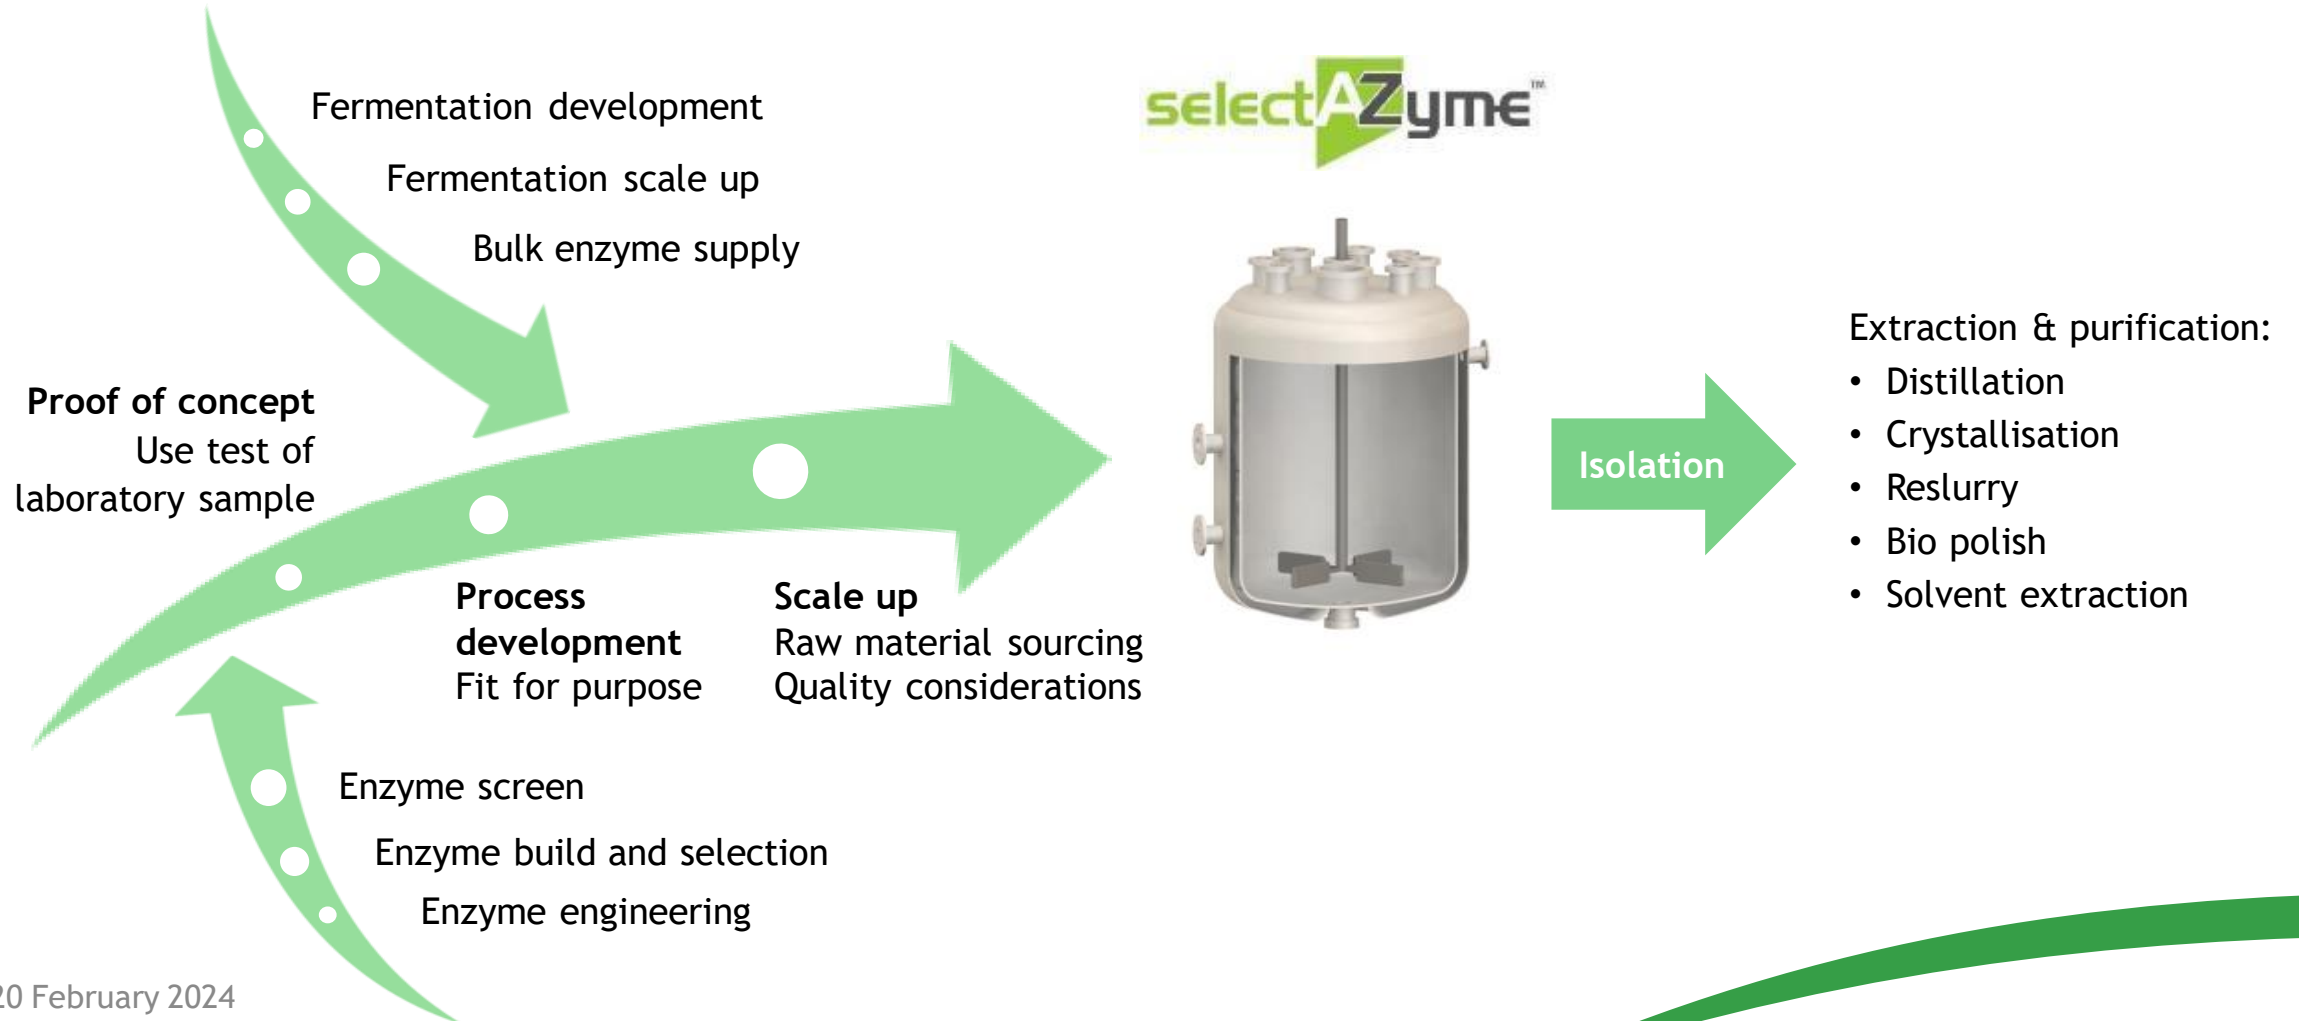 Fermentation development
Fermentation scale up
Bulk enzyme supply
selectAZyme™
Proof of concept
Use test of
laboratory sample
Process
development
Fit for purpose
Scale up
Raw material sourcing
Quality considerations
Isolation
Extraction & purification:
• Distillation
• Crystallisation
• Reslurry
• Bio polish
• Solvent extraction
Enzyme screen
Enzyme build and selection
Enzyme engineering
20 February 2024